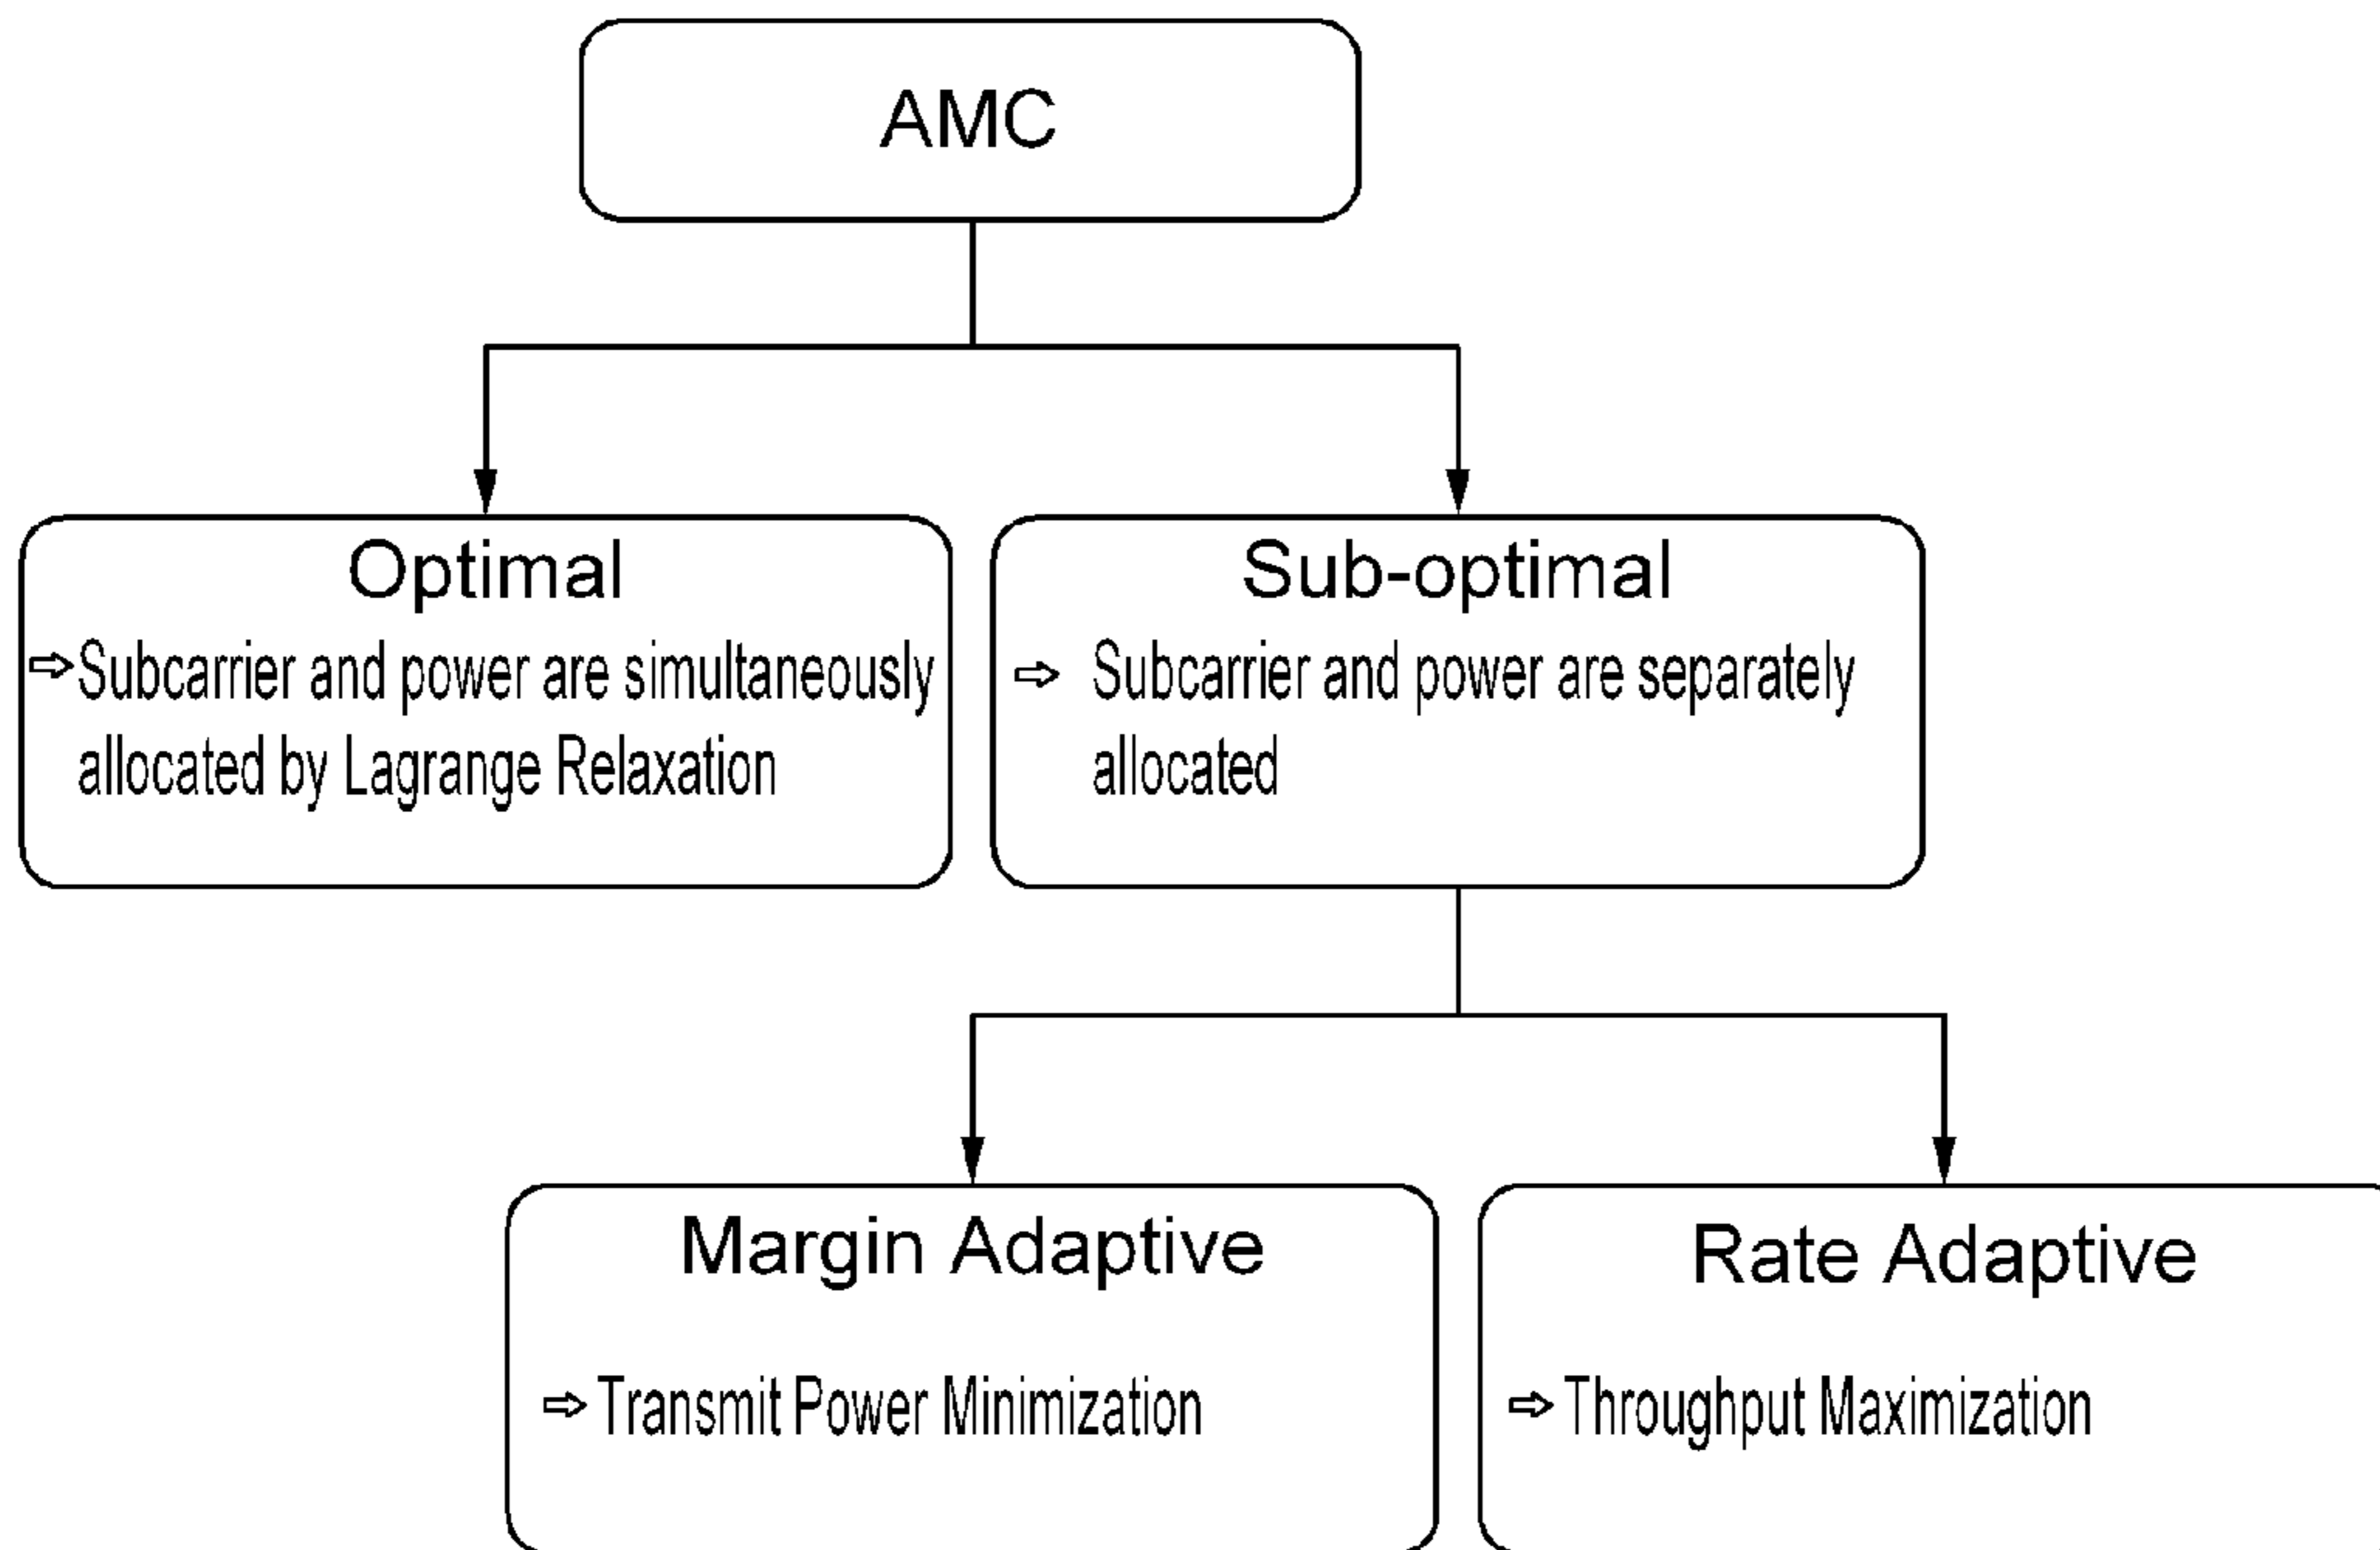 AMC
Optimal
⇨Subcarrier and power are simultaneously
allocated by Lagrange Relaxation
Sub-optimal
⇨ Subcarrier and power are separately
allocated
Margin Adaptive
⇨Transmit Power Minimization
Rate Adaptive
⇨Throughput Maximization